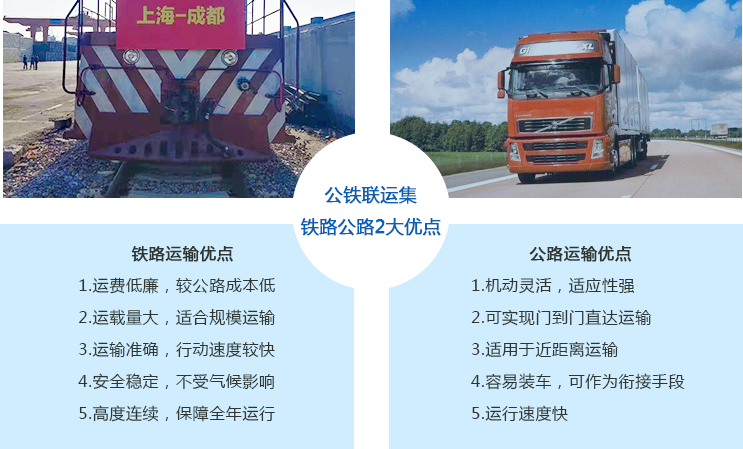 上海-成都
XL
公铁联运集
铁路公路2大优点
铁路运输优点
1.运费低廉，较公路成本低
2.运载量大，适合规模运输
3.运输准确，行动速度较快
4.安全稳定，不受气候影响
5.高度连续，保障全年运行
公路运输优点
1.机动灵活，适应性强
2.可实现门到门直达运输
3.适用于近距离运输
4.容易装车，可作为衔接手段
5.运行速度快